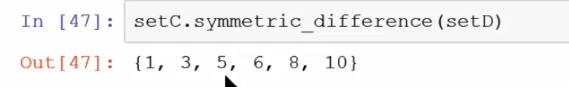 In [47]: setC.symmetric_difference(setD)
Out[47]: {1, 3, 5, 6, 8, 10}